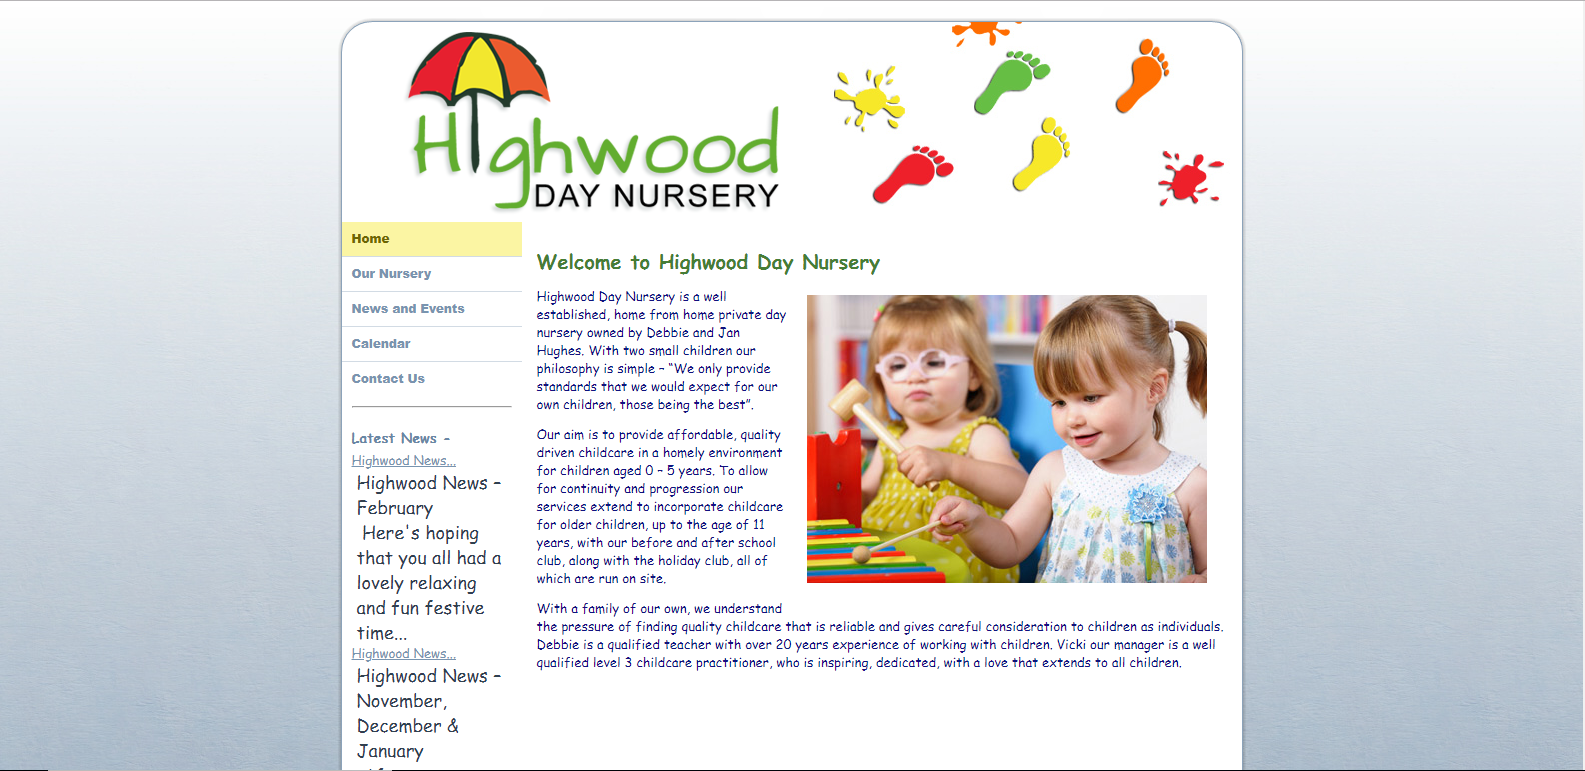 Highwood
DAY NURSERY
Home
Our Nursery
News and Events
Calendar
Contact Us
Latest News -
Highwood News...
Highwood News –
February
Here's hoping
that you all had a
lovely relaxing
and fun festive
time...
Highwood News...
Highwood News –
November,
December &
January
Welcome to Highwood Day Nursery
Highwood Day Nursery is a well
established, home from home private day
nursery owned by Debbie and Jan
Hughes. With two small children our
philosophy is simple – “We only provide
standards that we would expect for our
own children, those being the best”.
Our aim is to provide affordable, quality
driven childcare in a homely environment
for children aged 0 – 5 years. To allow
for continuity and progression our
services extend to incorporate childcare
for older children, up to the age of 11
years, with our before and after school
club, along with the holiday club, all of
which are run on site.
With a family of our own, we understand
the pressure of finding quality childcare that is reliable and gives careful consideration to children as individuals.
Debbie is a qualified teacher with over 20 years experience of working with children. Vicki our manager is a well
qualified level 3 childcare practitioner, who is inspiring, dedicated, with a love that extends to all children.